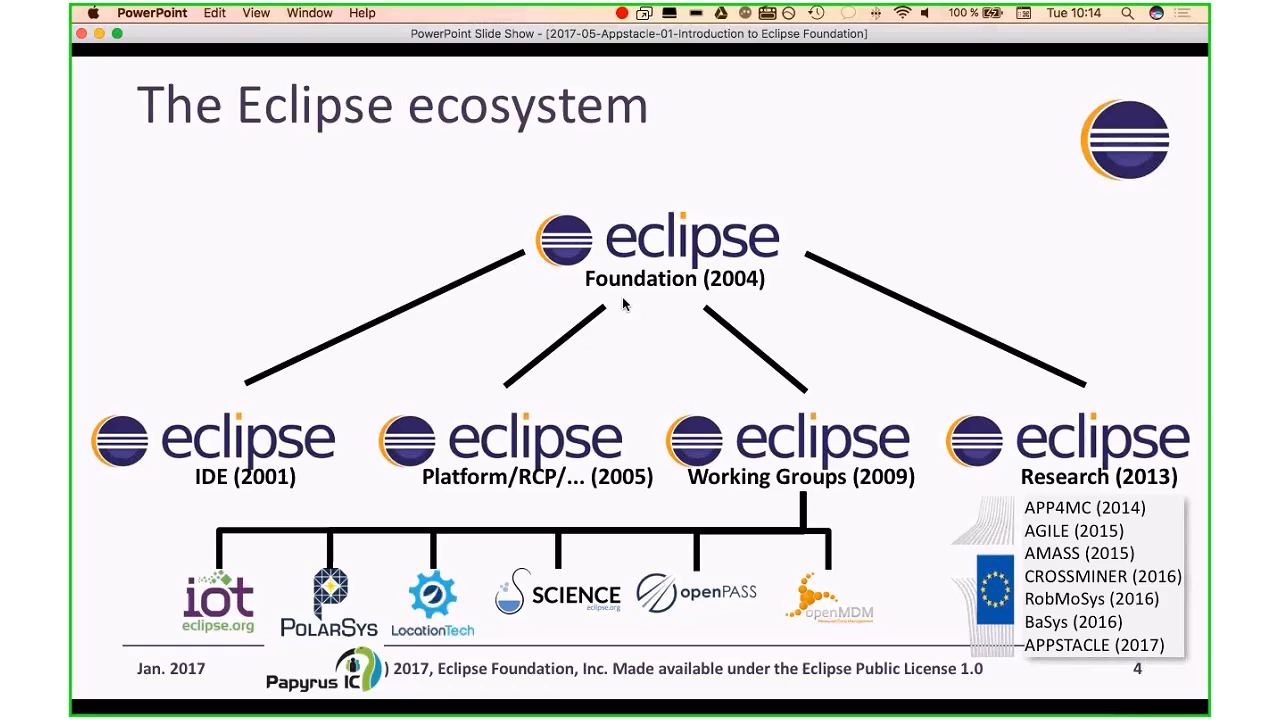 PowerPoint Edit View Window Help 100 % Tue 10:14
PowerPoint Slide Show - [2017-05-Appstacle-01-Introduction to Eclipse Foundation]
The Eclipse ecosystem
eclipse
Foundation (2004)
eclipse eclipse eclipse eclipse
IDE (2001) Platform/RCP/... (2005) Working Groups (2009) Research (2013)
APP4MC (2014)
AGILE (2015)
AMASS (2015)
CROSSMINER (2016)
RobMoSys (2016)
BaSys (2016)
APPSTACLE (2017)
iot
eclipse.org
POLARSYS
LocationTech
SCIENCE
eclipse.org
openPASS
openMDM
Jan. 2017
Papyrus IC
) 2017, Eclipse Foundation, Inc. Made available under the Eclipse Public License 1.0
4